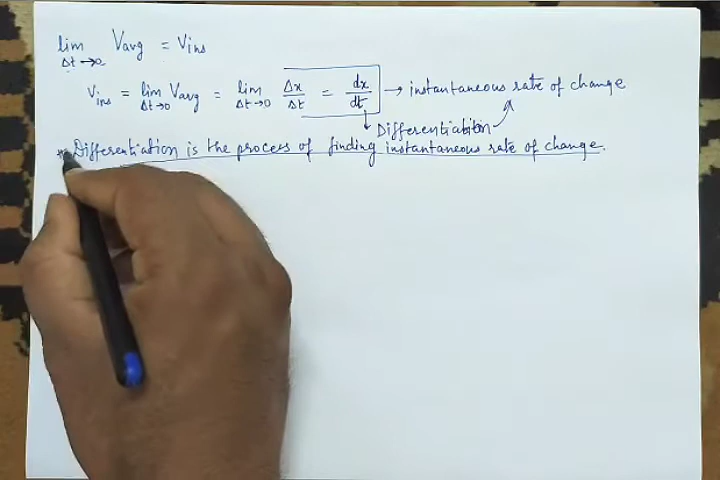 lim Δt→0 Vavg = Vins
Vins = lim Δt→0 Vavg = lim Δt→0 Δx/Δt = dx/dt → instantaneous rate of change
↓ Differentiation
* Differentiation is the process of finding instantaneous rate of change.